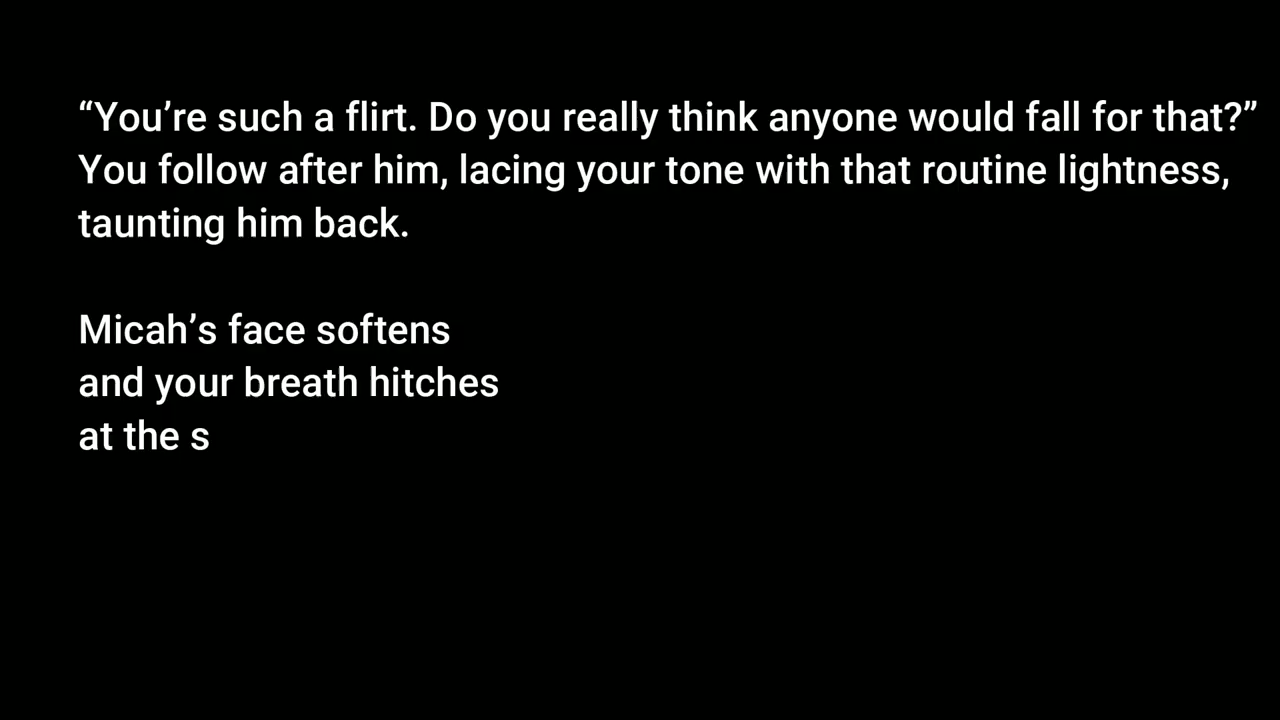 “You’re such a flirt. Do you really think anyone would fall for that?”
You follow after him, lacing your tone with that routine lightness,
taunting him back.
Micah’s face softens
and your breath hitches
at the s